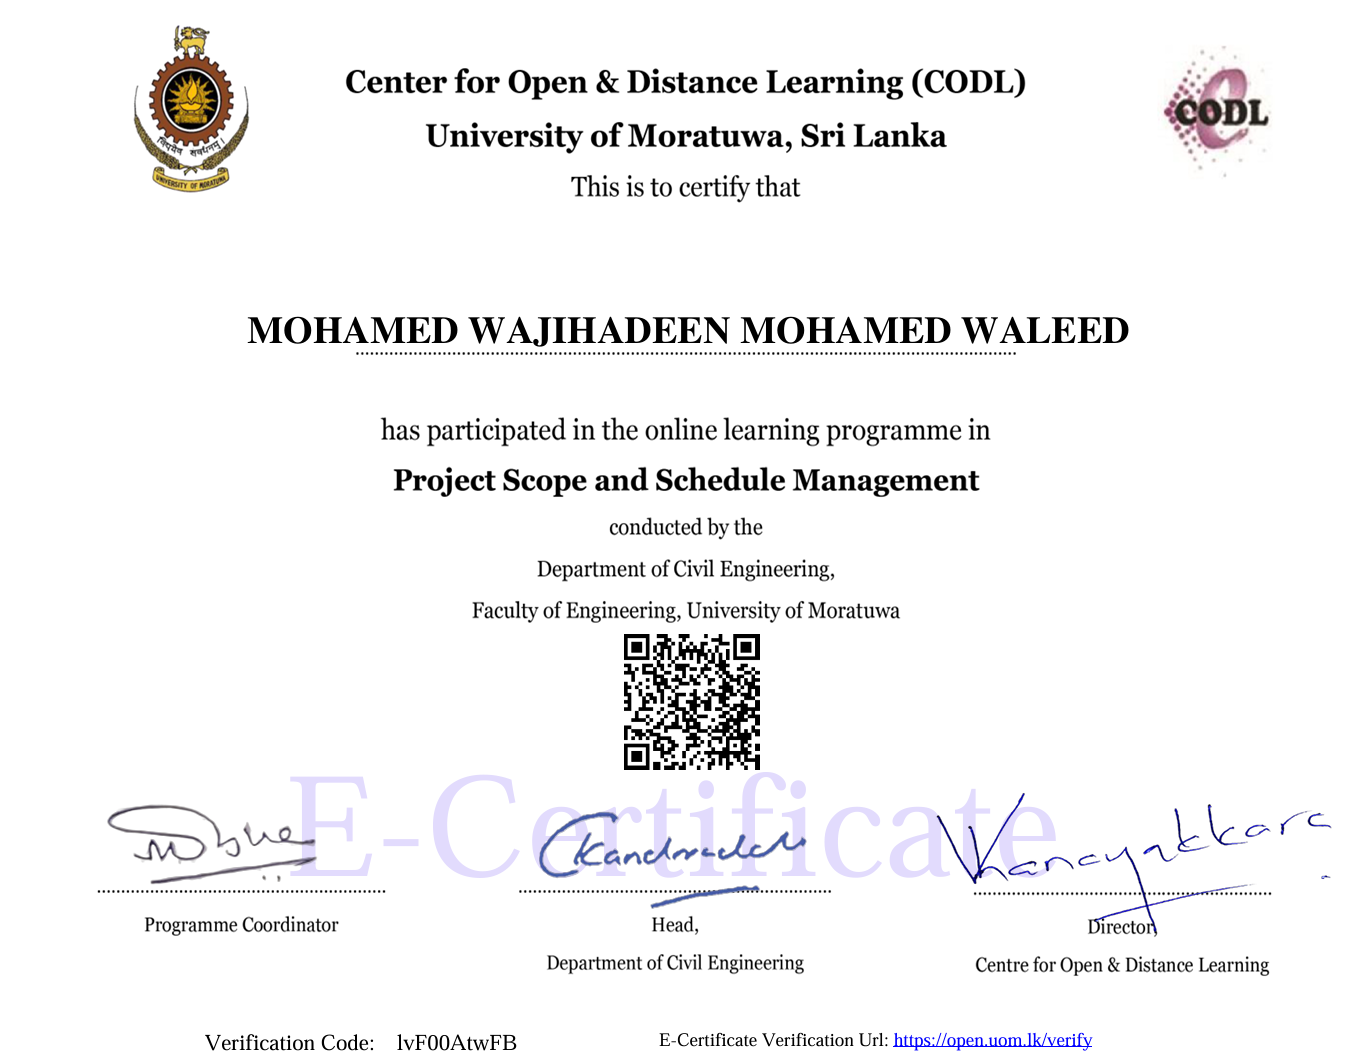 Center for Open & Distance Learning (CODL)
University of Moratuwa, Sri Lanka
This is to certify that
CODL
UNIVERSITY OF MORATUWA
MOHAMED WAJIHADEEN MOHAMED WALEED
has participated in the online learning programme in
Project Scope and Schedule Management
conducted by the
Department of Civil Engineering,
Faculty of Engineering, University of Moratuwa
E-Certificate
Programme Coordinator
Head,
Department of Civil Engineering
Director,
Centre for Open & Distance Learning
Verification Code: lvF00AtwFB
E-Certificate Verification Url: https://open.uom.lk/verify